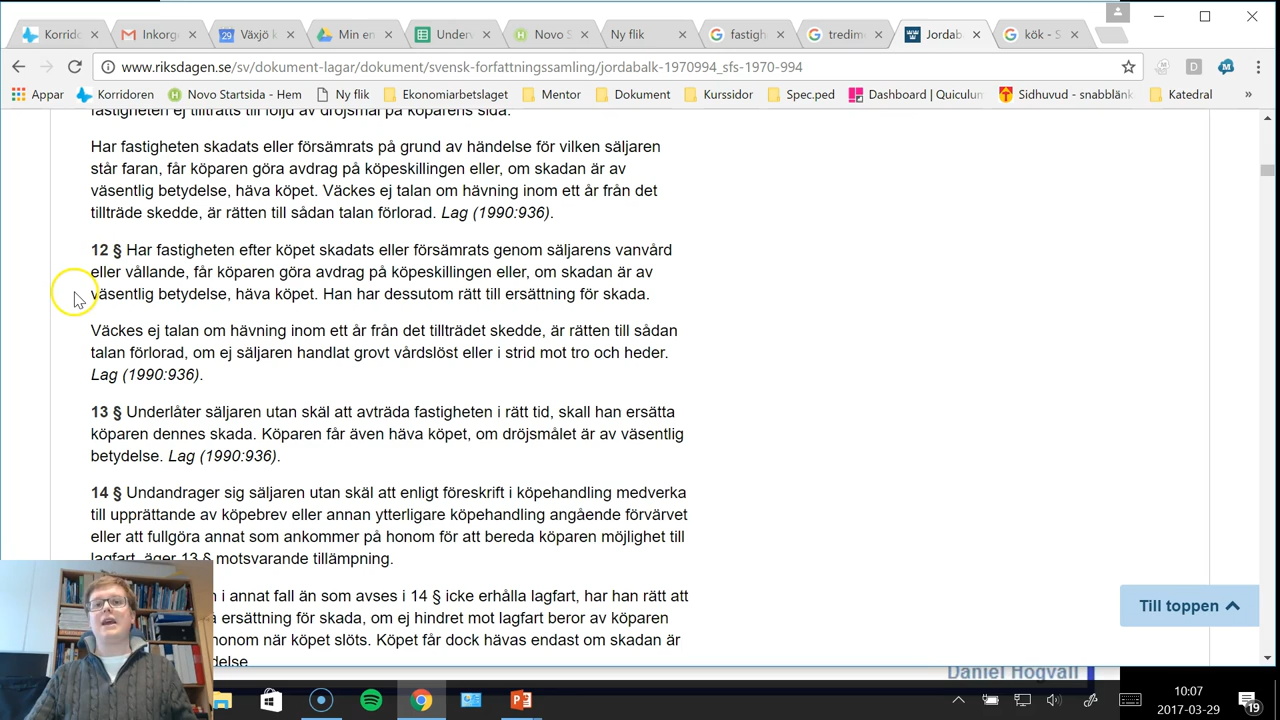 Korrido
Inkorg
29 Växjö k
Min en
Underv
Novo S
Ny flik
fastigh
tredim
Jordab
kök - S
www.riksdagen.se/sv/dokument-lagar/dokument/svensk-forfattningssamling/jordabalk-1970994_sfs-1970-994
Appar
Korridoren
Novo Startsida - Hem
Ny flik
Ekonomiarbetslaget
Mentor
Dokument
Kurssidor
Spec.ped
Dashboard | Quiculum
Sidhuvud - snabblänk
Katedral
»
fastigheten ej tillträtts till följd av dröjsmål på köparens sida.
Har fastigheten skadats eller försämrats på grund av händelse för vilken säljaren
står faran, får köparen göra avdrag på köpeskillingen eller, om skadan är av
väsentlig betydelse, häva köpet. Väckes ej talan om hävning inom ett år från det
tillträde skedde, är rätten till sådan talan förlorad. Lag (1990:936).
12 § Har fastigheten efter köpet skadats eller försämrats genom säljarens vanvård
eller vållande, får köparen göra avdrag på köpeskillingen eller, om skadan är av
väsentlig betydelse, häva köpet. Han har dessutom rätt till ersättning för skada.
Väckes ej talan om hävning inom ett år från det tillträdet skedde, är rätten till sådan
talan förlorad, om ej säljaren handlat grovt vårdslöst eller i strid mot tro och heder.
Lag (1990:936).
13 § Underlåter säljaren utan skäl att avträda fastigheten i rätt tid, skall han ersätta
köparen dennes skada. Köparen får även häva köpet, om dröjsmålet är av väsentlig
betydelse. Lag (1990:936).
14 § Undandrager sig säljaren utan skäl att enligt föreskrift i köpehandling medverka
till upprättande av köpebrev eller annan ytterligare köpehandling angående förvärvet
eller att fullgöra annat som ankommer på honom för att bereda köparen möjlighet till
lagfart, äger 13 § motsvarande tillämpning.
i annat fall än som avses i 14 § icke erhålla lagfart, har han rätt att
ersättning för skada, om ej hindret mot lagfart beror av köparen
honom när köpet slöts. Köpet får dock hävas endast om skadan är
delse
Till toppen
Daniel Högvall
10:07
2017-03-29
19